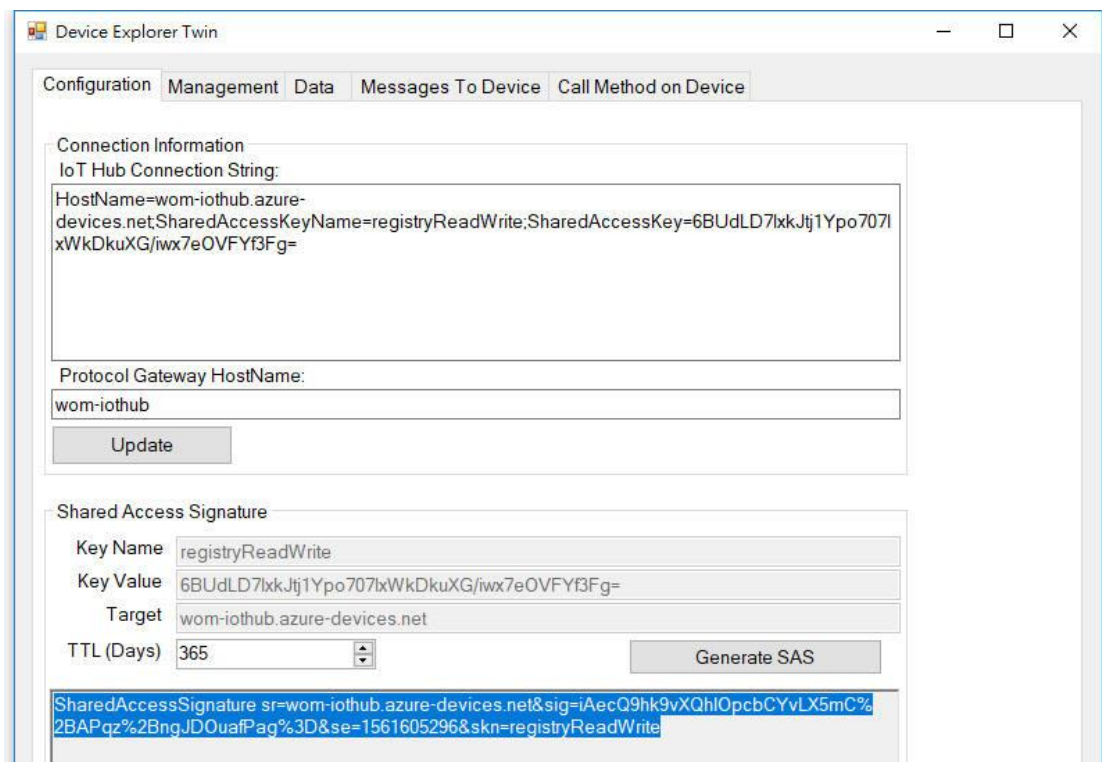 Device Explorer Twin
Configuration Management Data Messages To Device Call Method on Device
Connection Information
IoT Hub Connection String:
HostName=wom-iothub.azure-
devices.net;SharedAccessKeyName=registryReadWrite;SharedAccessKey=6BUdLD7lxkJtj1Ypo707l
xWkDkuXG/iwx7eOVFYf3Fg=
Protocol Gateway HostName:
wom-iothub
Update
Shared Access Signature
Key Name registryReadWrite
Key Value 6BUdLD7lxkJtj1Ypo707lxWkDkuXG/iwx7eOVFYf3Fg=
Target wom-iothub.azure-devices.net
TTL (Days) 365
Generate SAS
SharedAccessSignature sr=wom-iothub.azure-devices.net&sig=iAecQ9hk9vXQhlOpcbCYvLX5mC%
2BAPqz%2BngJDOuafPag%3D&se=1561605296&skn=registryReadWrite